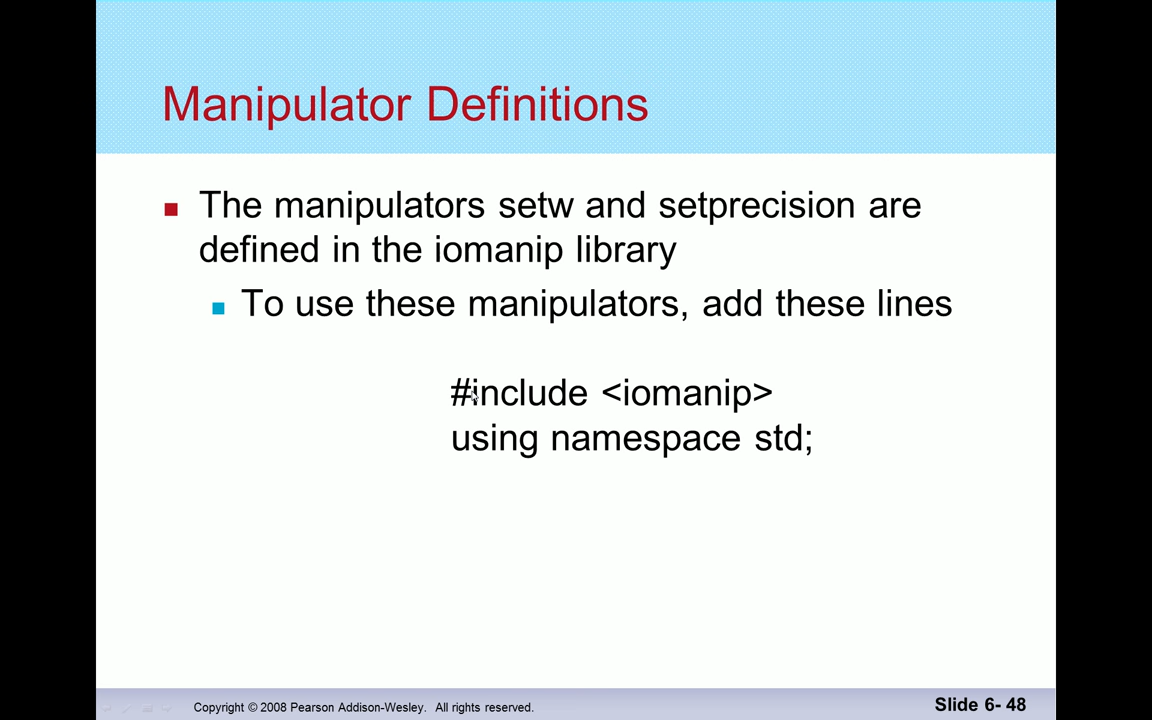 Manipulator Definitions
The manipulators setw and setprecision are
defined in the iomanip library
To use these manipulators, add these lines
#include <iomanip>
using namespace std;
Copyright © 2008 Pearson Addison-Wesley. All rights reserved.
Slide 6- 48